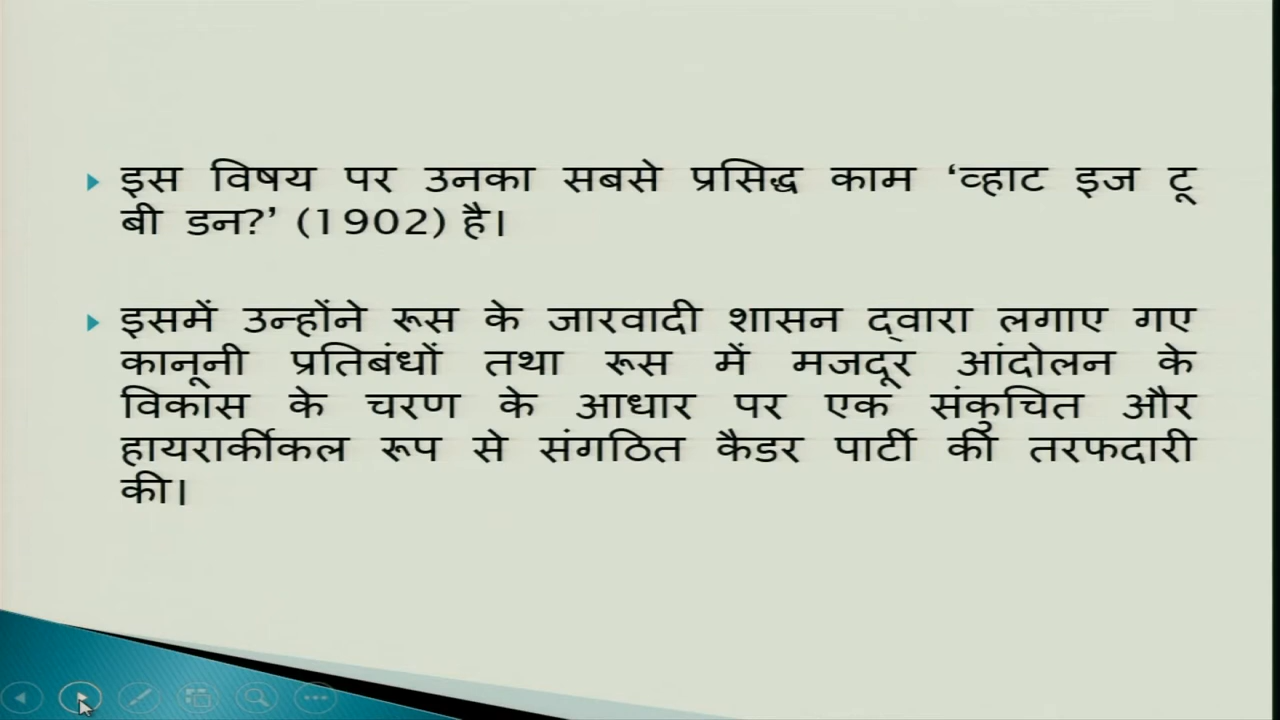 इस विषय पर उनका सबसे प्रसिद्ध काम ‘व्हाट इज टू
बी डन?’ (1902) है।
इसमें उन्होंने रूस के जारवादी शासन द्वारा लगाए गए
कानूनी प्रतिबंधों तथा रूस में मजदूर आंदोलन के
विकास के चरण के आधार पर एक संकुचित और
हायरार्कीकल रूप से संगठित कैडर पार्टी की तरफदारी
की।